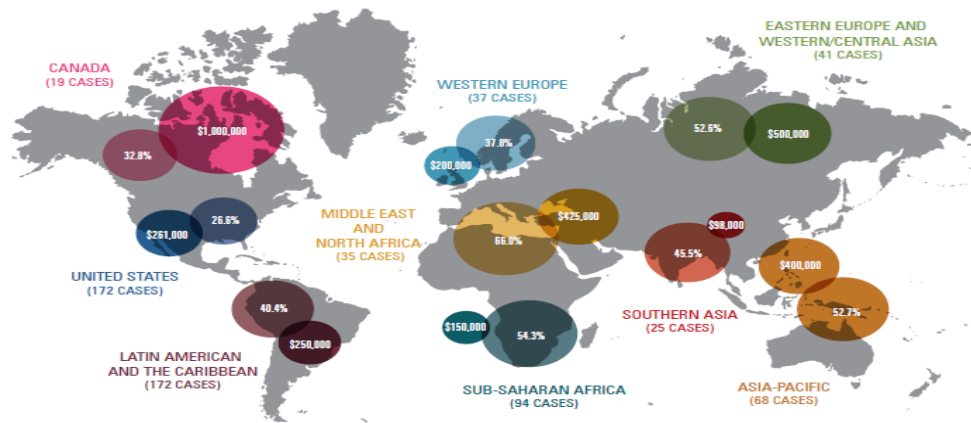 EASTERN EUROPE AND
WESTERN/CENTRAL ASIA
(41 CASES)
CANADA
(19 CASES)
WESTERN EUROPE
(37 CASES)
$1,000,000
32.8%
52.6%
$500,000
37.8%
$200,000
26.6%
$261,000
MIDDLE EAST
AND
NORTH AFRICA
(35 CASES)
$425,000
66.0%
$98,000
45.5%
$400,000
UNITED STATES
(172 CASES)
40.4%
$250,000
$150,000
54.3%
SOUTHERN ASIA
(25 CASES)
52.7%
LATIN AMERICAN
AND THE CARIBBEAN
(172 CASES)
SUB-SAHARAN AFRICA
(94 CASES)
ASIA-PACIFIC
(68 CASES)